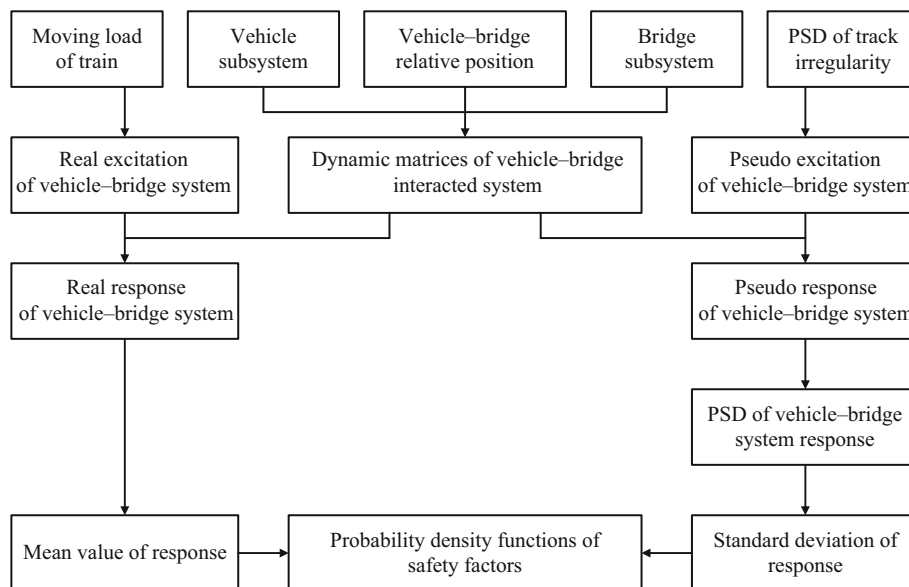 Moving load
of train
Vehicle
subsystem
Vehicle–bridge
relative position
Bridge
subsystem
PSD of track
irregularity
Real excitation
of vehicle–bridge system
Dynamic matrices of vehicle–bridge
interacted system
Pseudo excitation
of vehicle–bridge system
Real response
of vehicle–bridge system
Pseudo response
of vehicle–bridge system
PSD of vehicle–bridge
system response
Mean value of response
Probability density functions of
safety factors
Standard deviation of
response